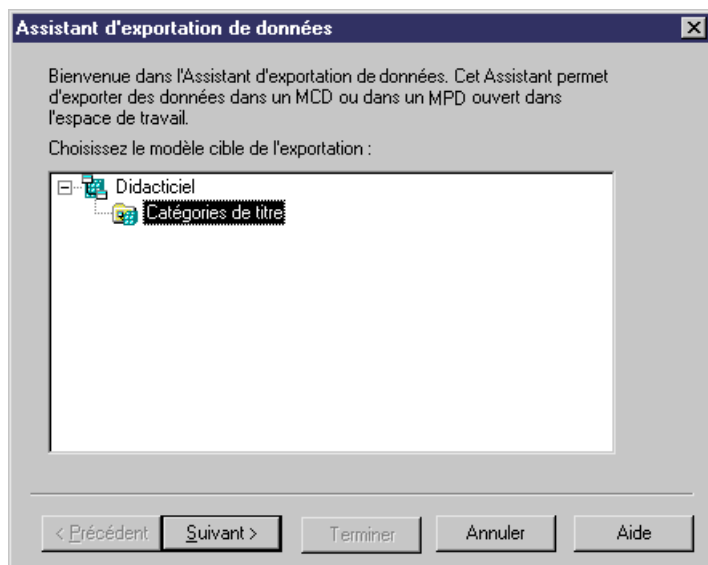 Assistant d'exportation de données
Bienvenue dans l'Assistant d'exportation de données. Cet Assistant permet
d'exporter des données dans un MCD ou dans un MPD ouvert dans
l'espace de travail.
Choisissez le modèle cible de l'exportation :
Didacticiel
Catégories de titre
< Précédent Suivant > Terminer Annuler Aide